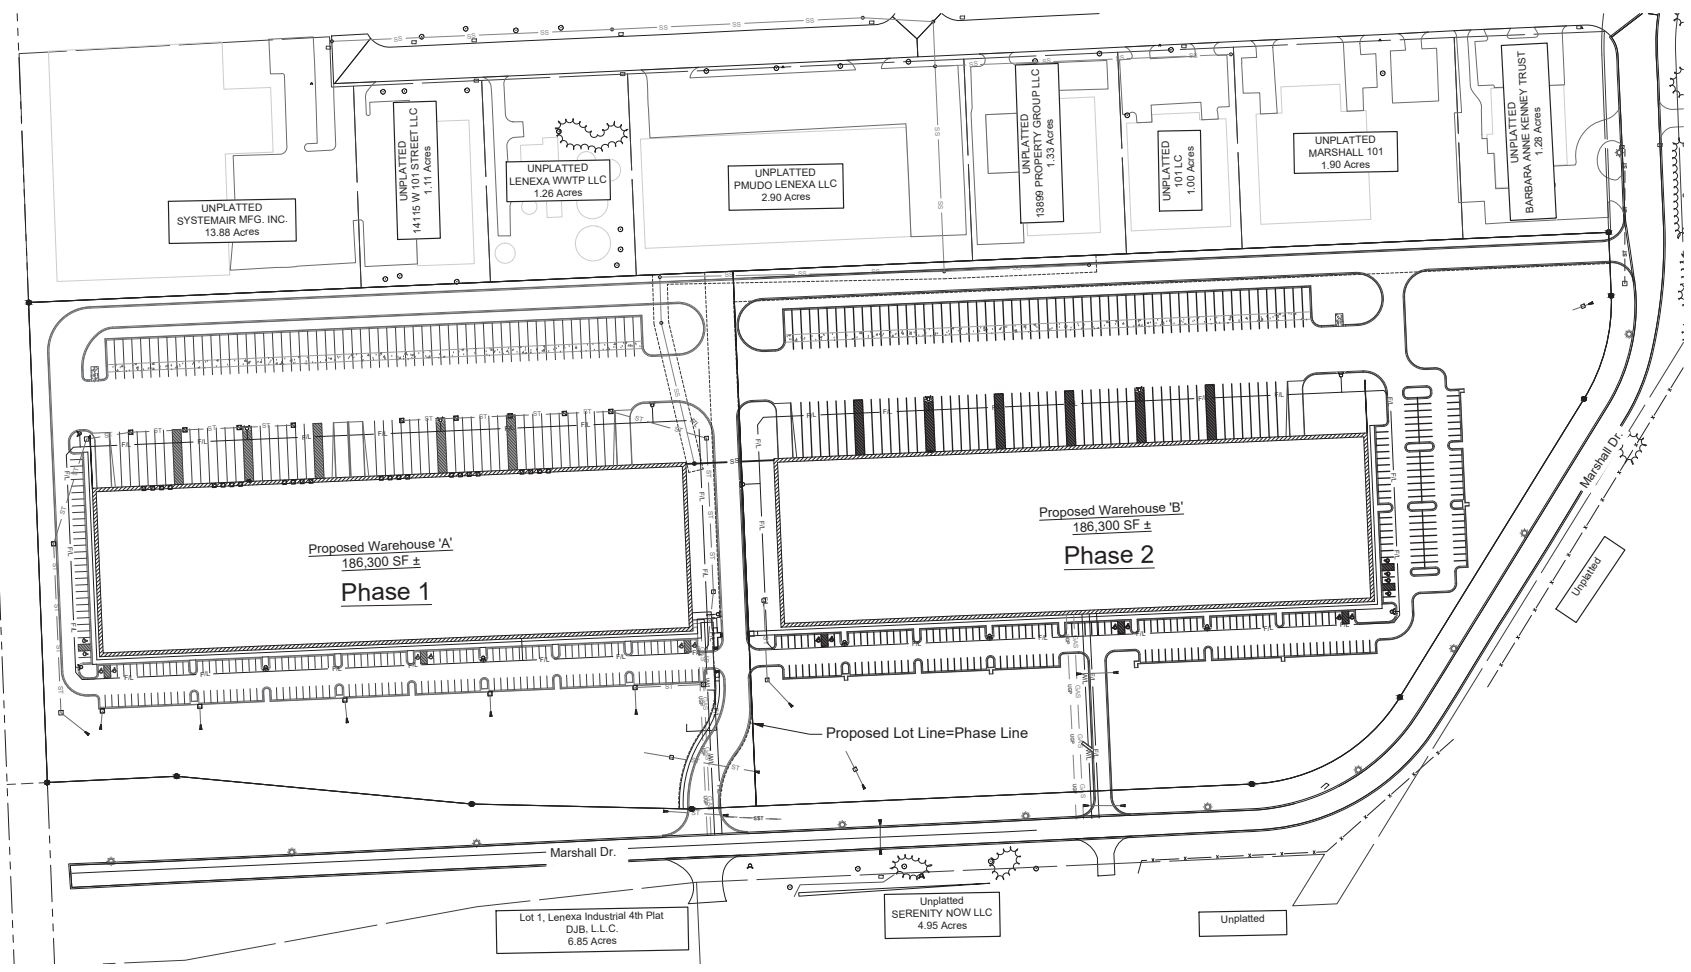 UNPLATTED
SYSTEMAIR MFG. INC.
13.88 Acres
UNPLATTED
14115 W 101 STREET LLC
1.11 Acres
UNPLATTED
LENEXA WWTP LLC
1.26 Acres
UNPLATTED
PMUDO LENEXA LLC
2.90 Acres
UNPLATTED
13899 PROPERTY GROUP LLC
1.33 Acres
UNPLATTED
101 LC
1.00 Acres
UNPLATTED
MARSHALL 101
1.90 Acres
UNPLATTED
BARBARA ANNE KENNEY TRUST
1.28 Acres
Proposed Warehouse 'A'
186,300 SF ±
Phase 1
Proposed Warehouse 'B'
186,300 SF ±
Phase 2
Marshall Dr.
Unplatted
Proposed Lot Line=Phase Line
Marshall Dr.
Lot 1, Lenexa Industrial 4th Plat
DJB, L.L.C.
6.85 Acres
Unplatted
SERENITY NOW LLC
4.95 Acres
Unplatted